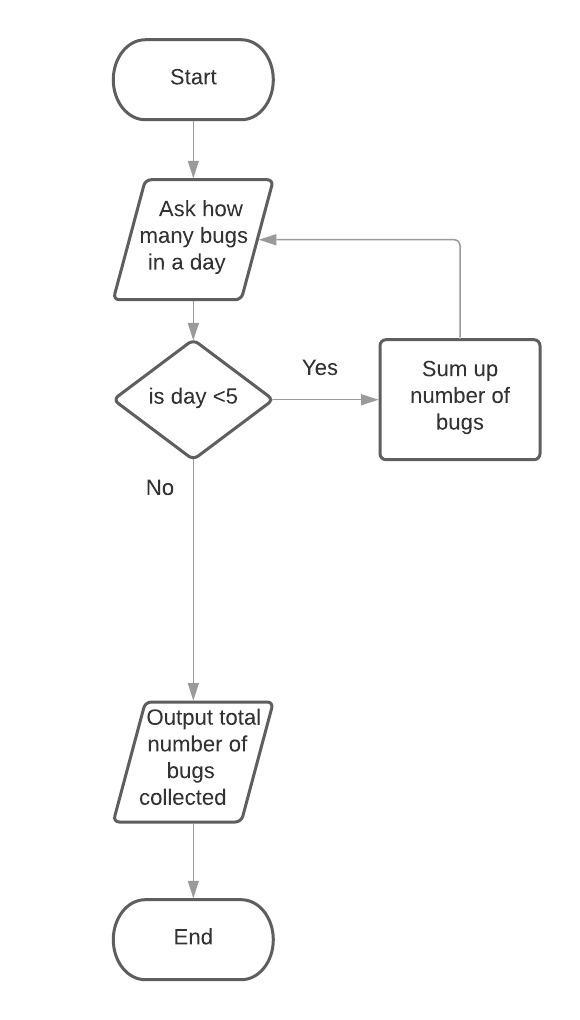 Start
Ask how
many bugs
in a day
is day <5
Yes
Sum up
number of
bugs
No
Output total
number of
bugs
collected
End